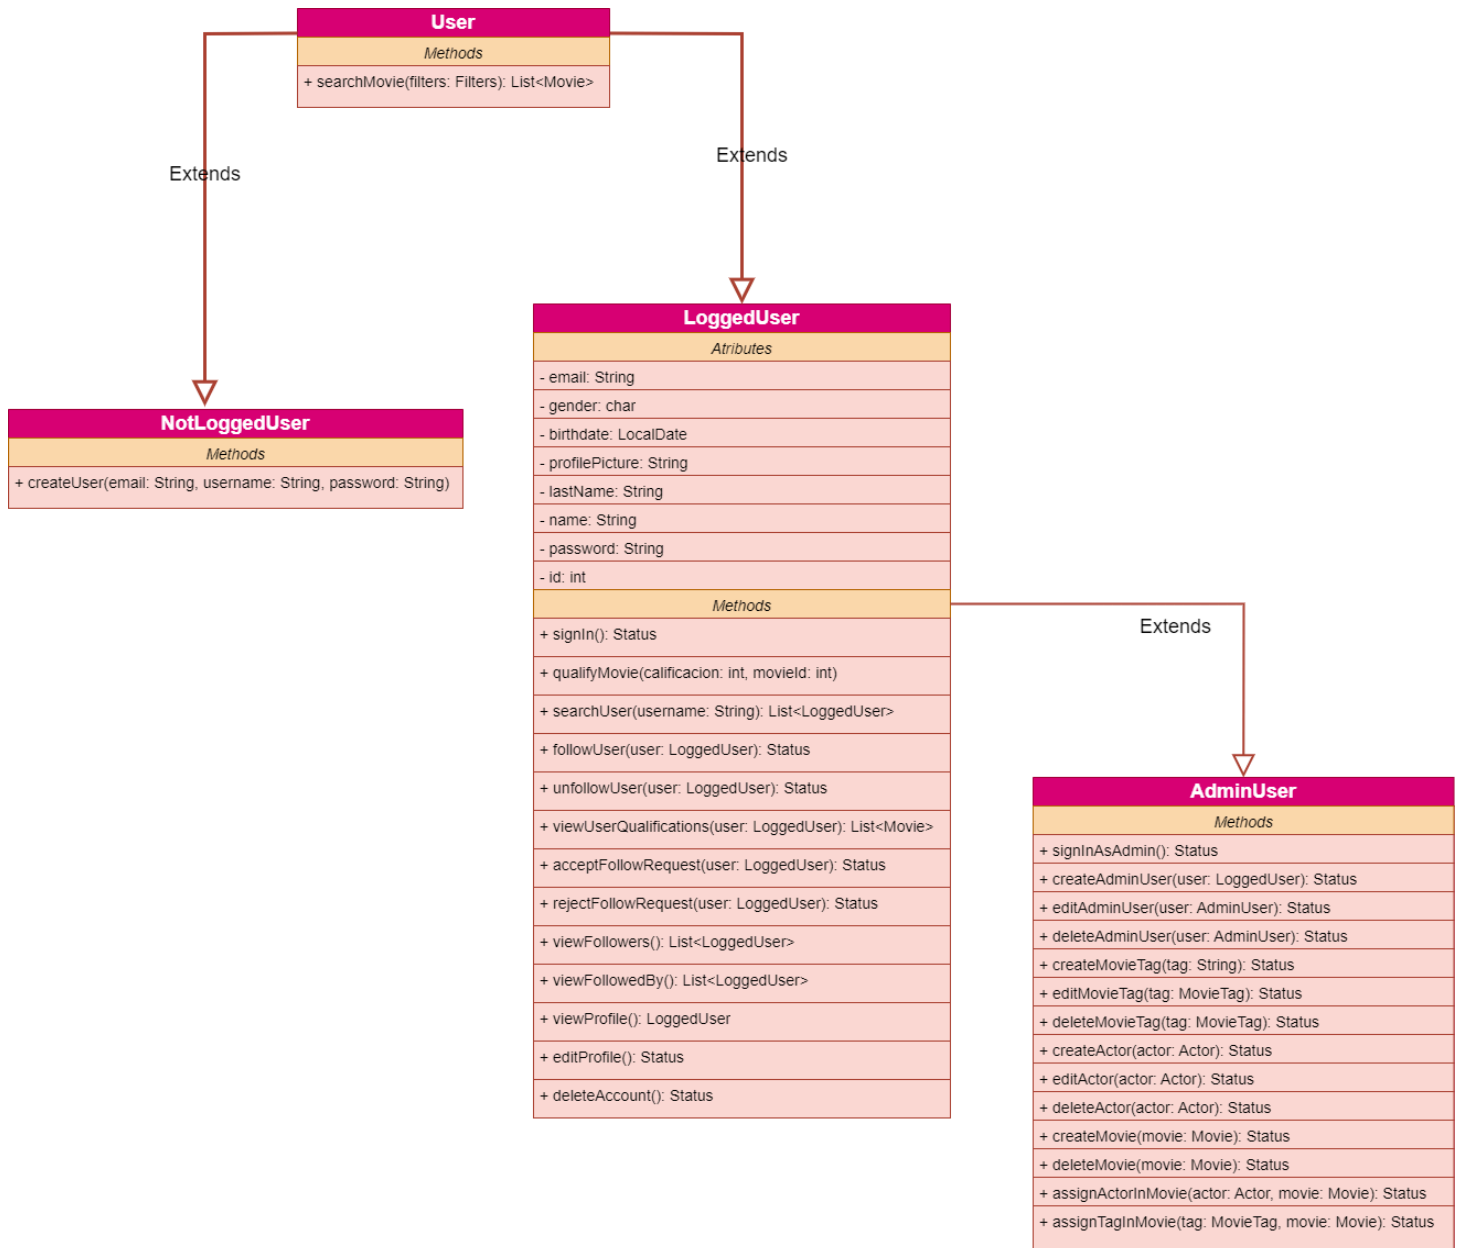 User
Methods
+ searchMovie(filters: Filters): List<Movie>
Extends
Extends
NotLoggedUser
Methods
+ createUser(email: String, username: String, password: String)
LoggedUser
Atributes
- email: String
- gender: char
- birthdate: LocalDate
- profilePicture: String
- lastName: String
- name: String
- password: String
- id: int
Methods
+ signIn(): Status
+ qualifyMovie(calificacion: int, movieId: int)
+ searchUser(username: String): List<LoggedUser>
+ followUser(user: LoggedUser): Status
+ unfollowUser(user: LoggedUser): Status
+ viewUserQualifications(user: LoggedUser): List<Movie>
+ acceptFollowRequest(user: LoggedUser): Status
+ rejectFollowRequest(user: LoggedUser): Status
+ viewFollowers(): List<LoggedUser>
+ viewFollowedBy(): List<LoggedUser>
+ viewProfile(): LoggedUser
+ editProfile(): Status
+ deleteAccount(): Status
Extends
AdminUser
Methods
+ signInAsAdmin(): Status
+ createAdminUser(user: LoggedUser): Status
+ editAdminUser(user: AdminUser): Status
+ deleteAdminUser(user: AdminUser): Status
+ createMovieTag(tag: String): Status
+ editMovieTag(tag: MovieTag): Status
+ deleteMovieTag(tag: MovieTag): Status
+ createActor(actor: Actor): Status
+ editActor(actor: Actor): Status
+ deleteActor(actor: Actor): Status
+ createMovie(movie: Movie): Status
+ deleteMovie(movie: Movie): Status
+ assignActorInMovie(actor: Actor, movie: Movie): Status
+ assignTagInMovie(tag: MovieTag, movie: Movie): Status